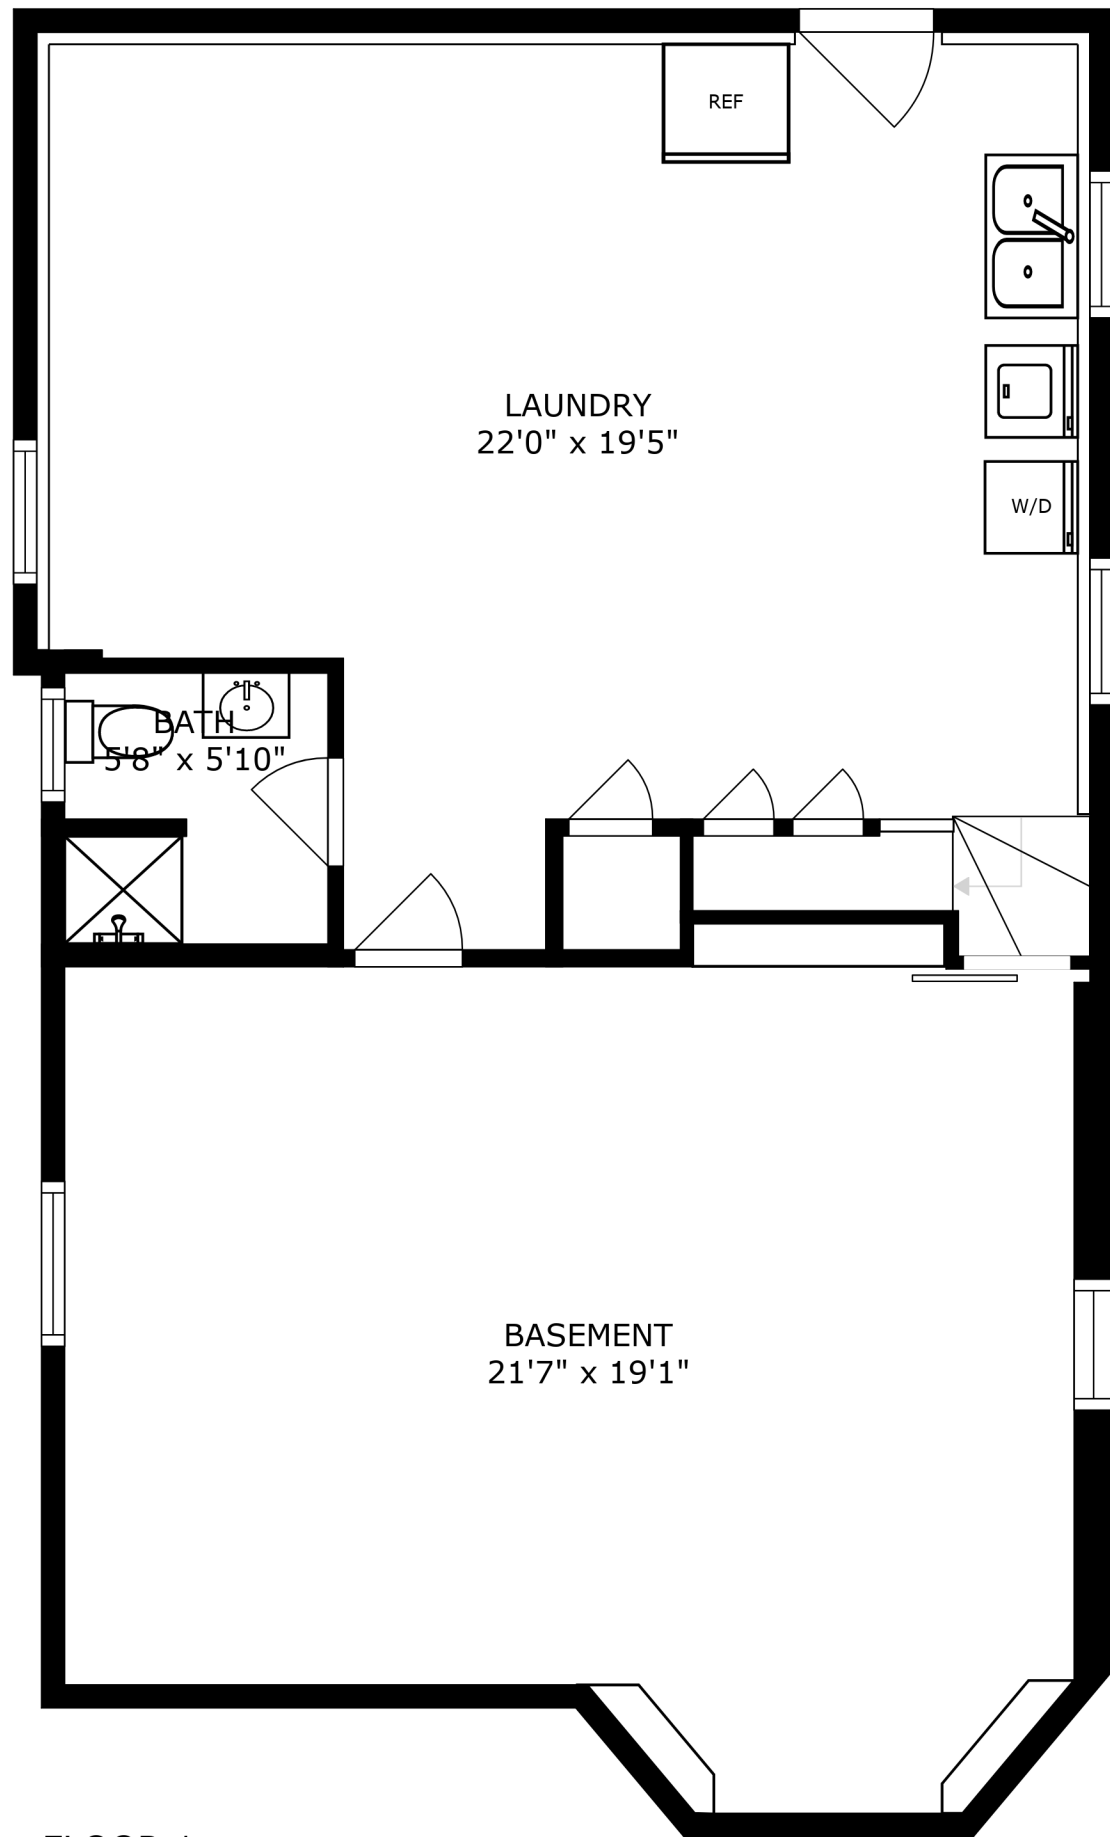 REF
LAUNDRY
22'0" x 19'5"
W/D
BATH
5'8" x 5'10"
BASEMENT
21'7" x 19'1"